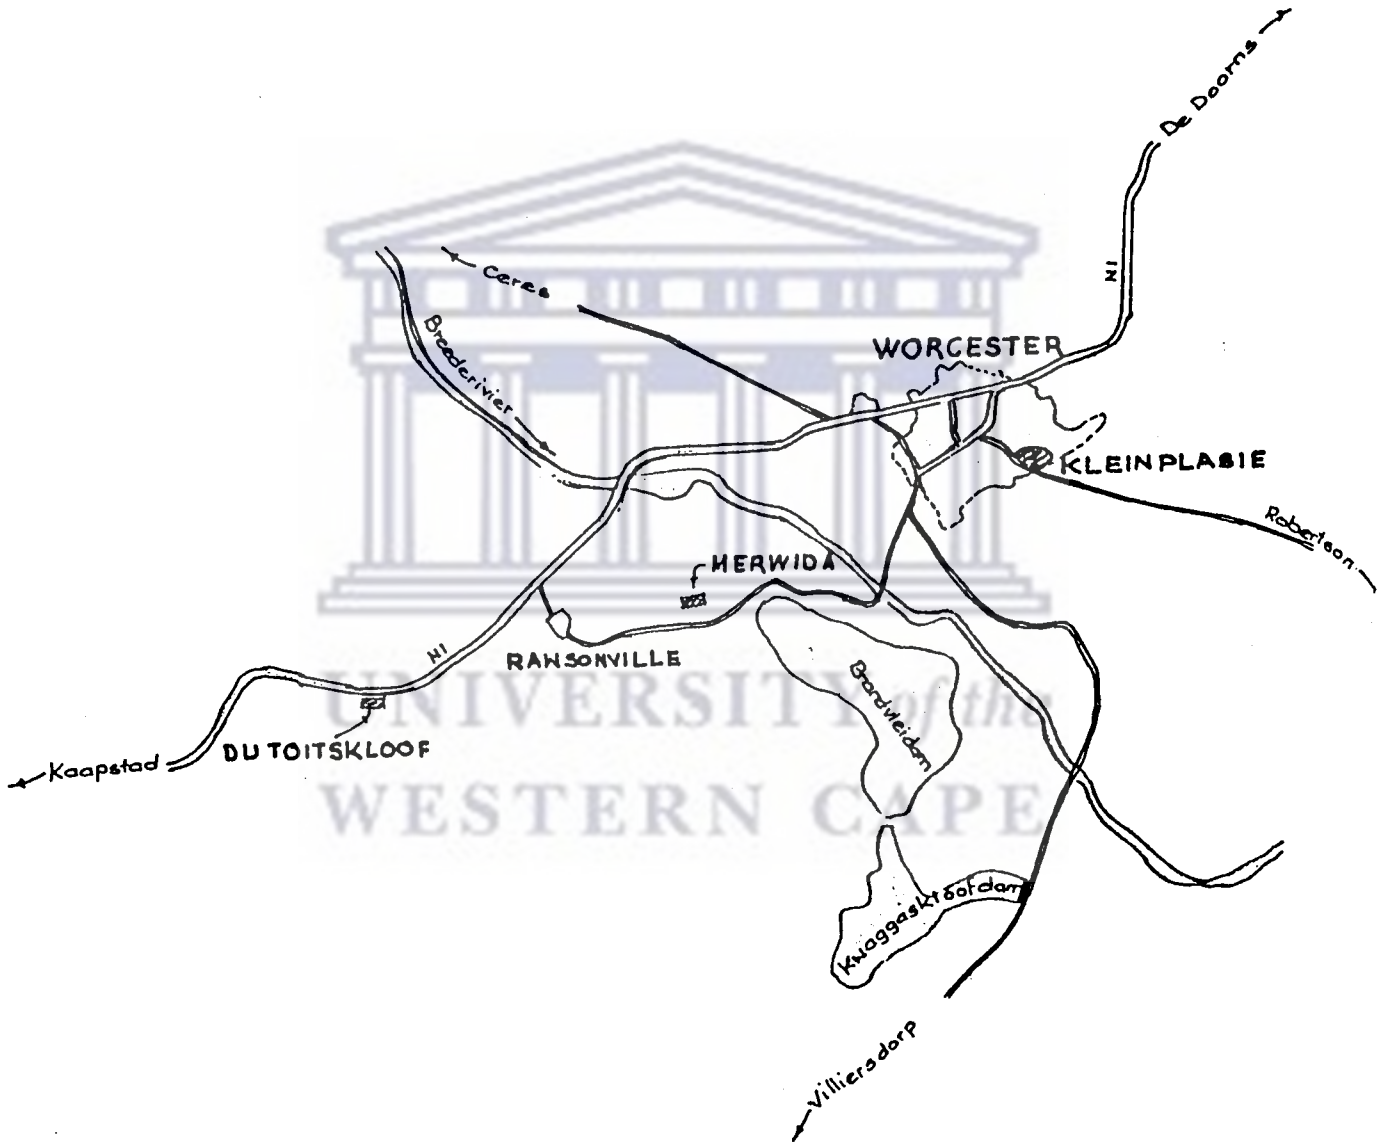 De Doorns
N1
Ceres
Breederivier
WORCESTER
KLEINPLASIE
Robertson
MERWIDA
RAWSONVILLE
N1
Brandvleidam
UNIVERSITY of the
DU TOITSKLOOF
Kaapstad
WESTERN CAPE
Kwaggaskloofdam
Villiersdorp